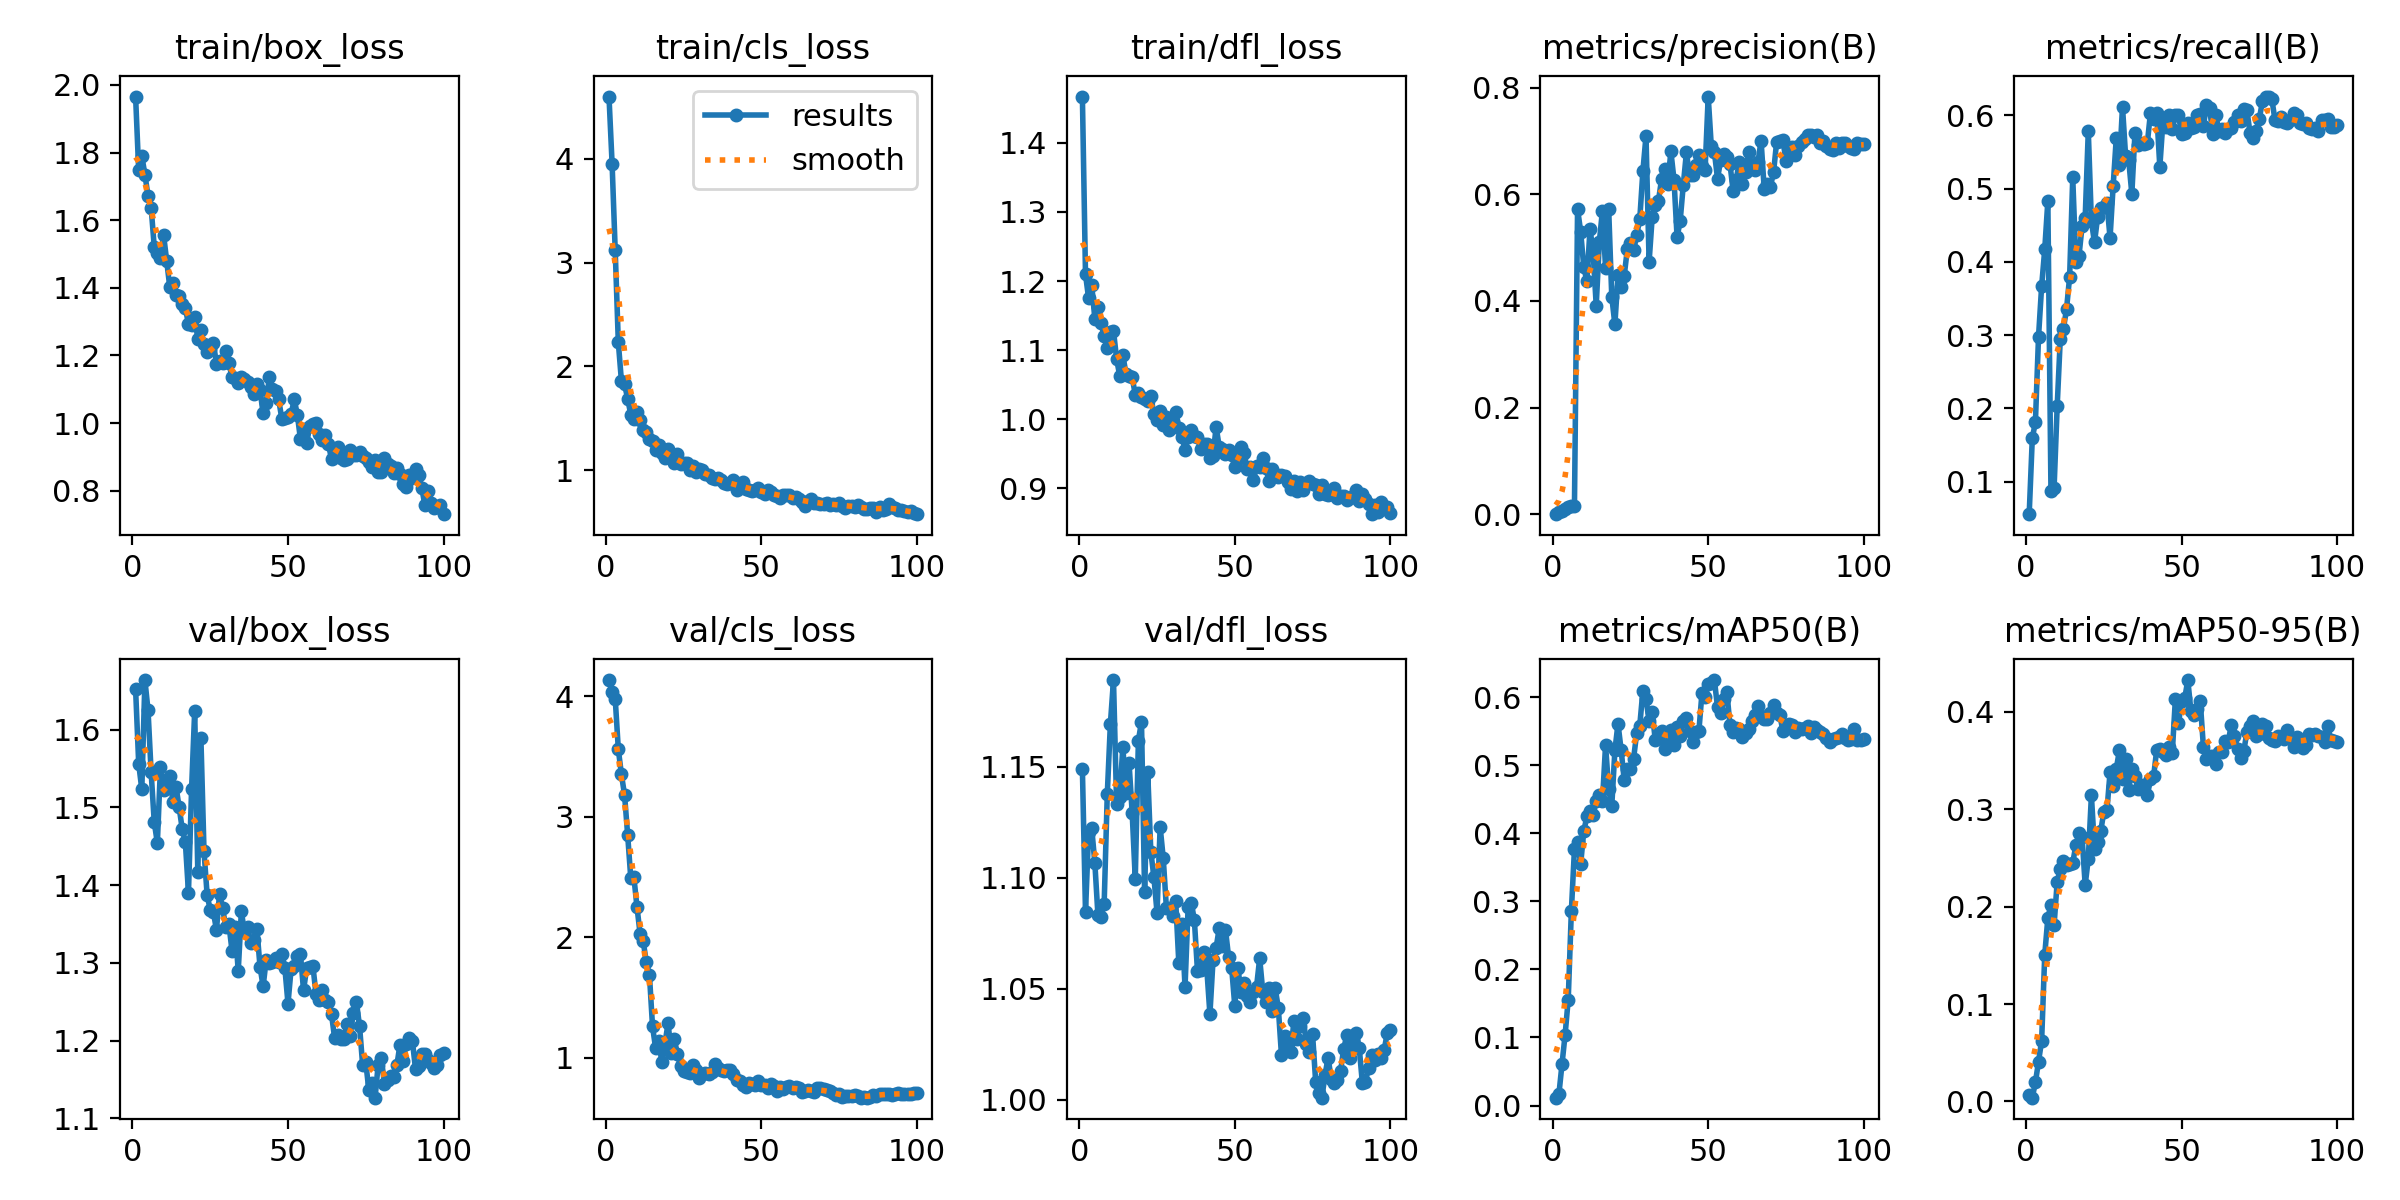 train/box_loss
2.0
1.8
1.6
1.4
1.2
1.0
0.8
0 50 100
train/cls_loss
results
smooth
4
3
2
1
0 50 100
train/dfl_loss
1.4
1.3
1.2
1.1
1.0
0.9
0 50 100
metrics/precision(B)
0.8
0.6
0.4
0.2
0.0
0 50 100
metrics/recall(B)
0.6
0.5
0.4
0.3
0.2
0.1
0 50 100
val/box_loss
1.6
1.5
1.4
1.3
1.2
1.1
0 50 100
val/cls_loss
4
3
2
1
0 50 100
val/dfl_loss
1.15
1.10
1.05
1.00
0 50 100
metrics/mAP50(B)
0.6
0.5
0.4
0.3
0.2
0.1
0.0
0 50 100
metrics/mAP50-95(B)
0.4
0.3
0.2
0.1
0.0
0 50 100